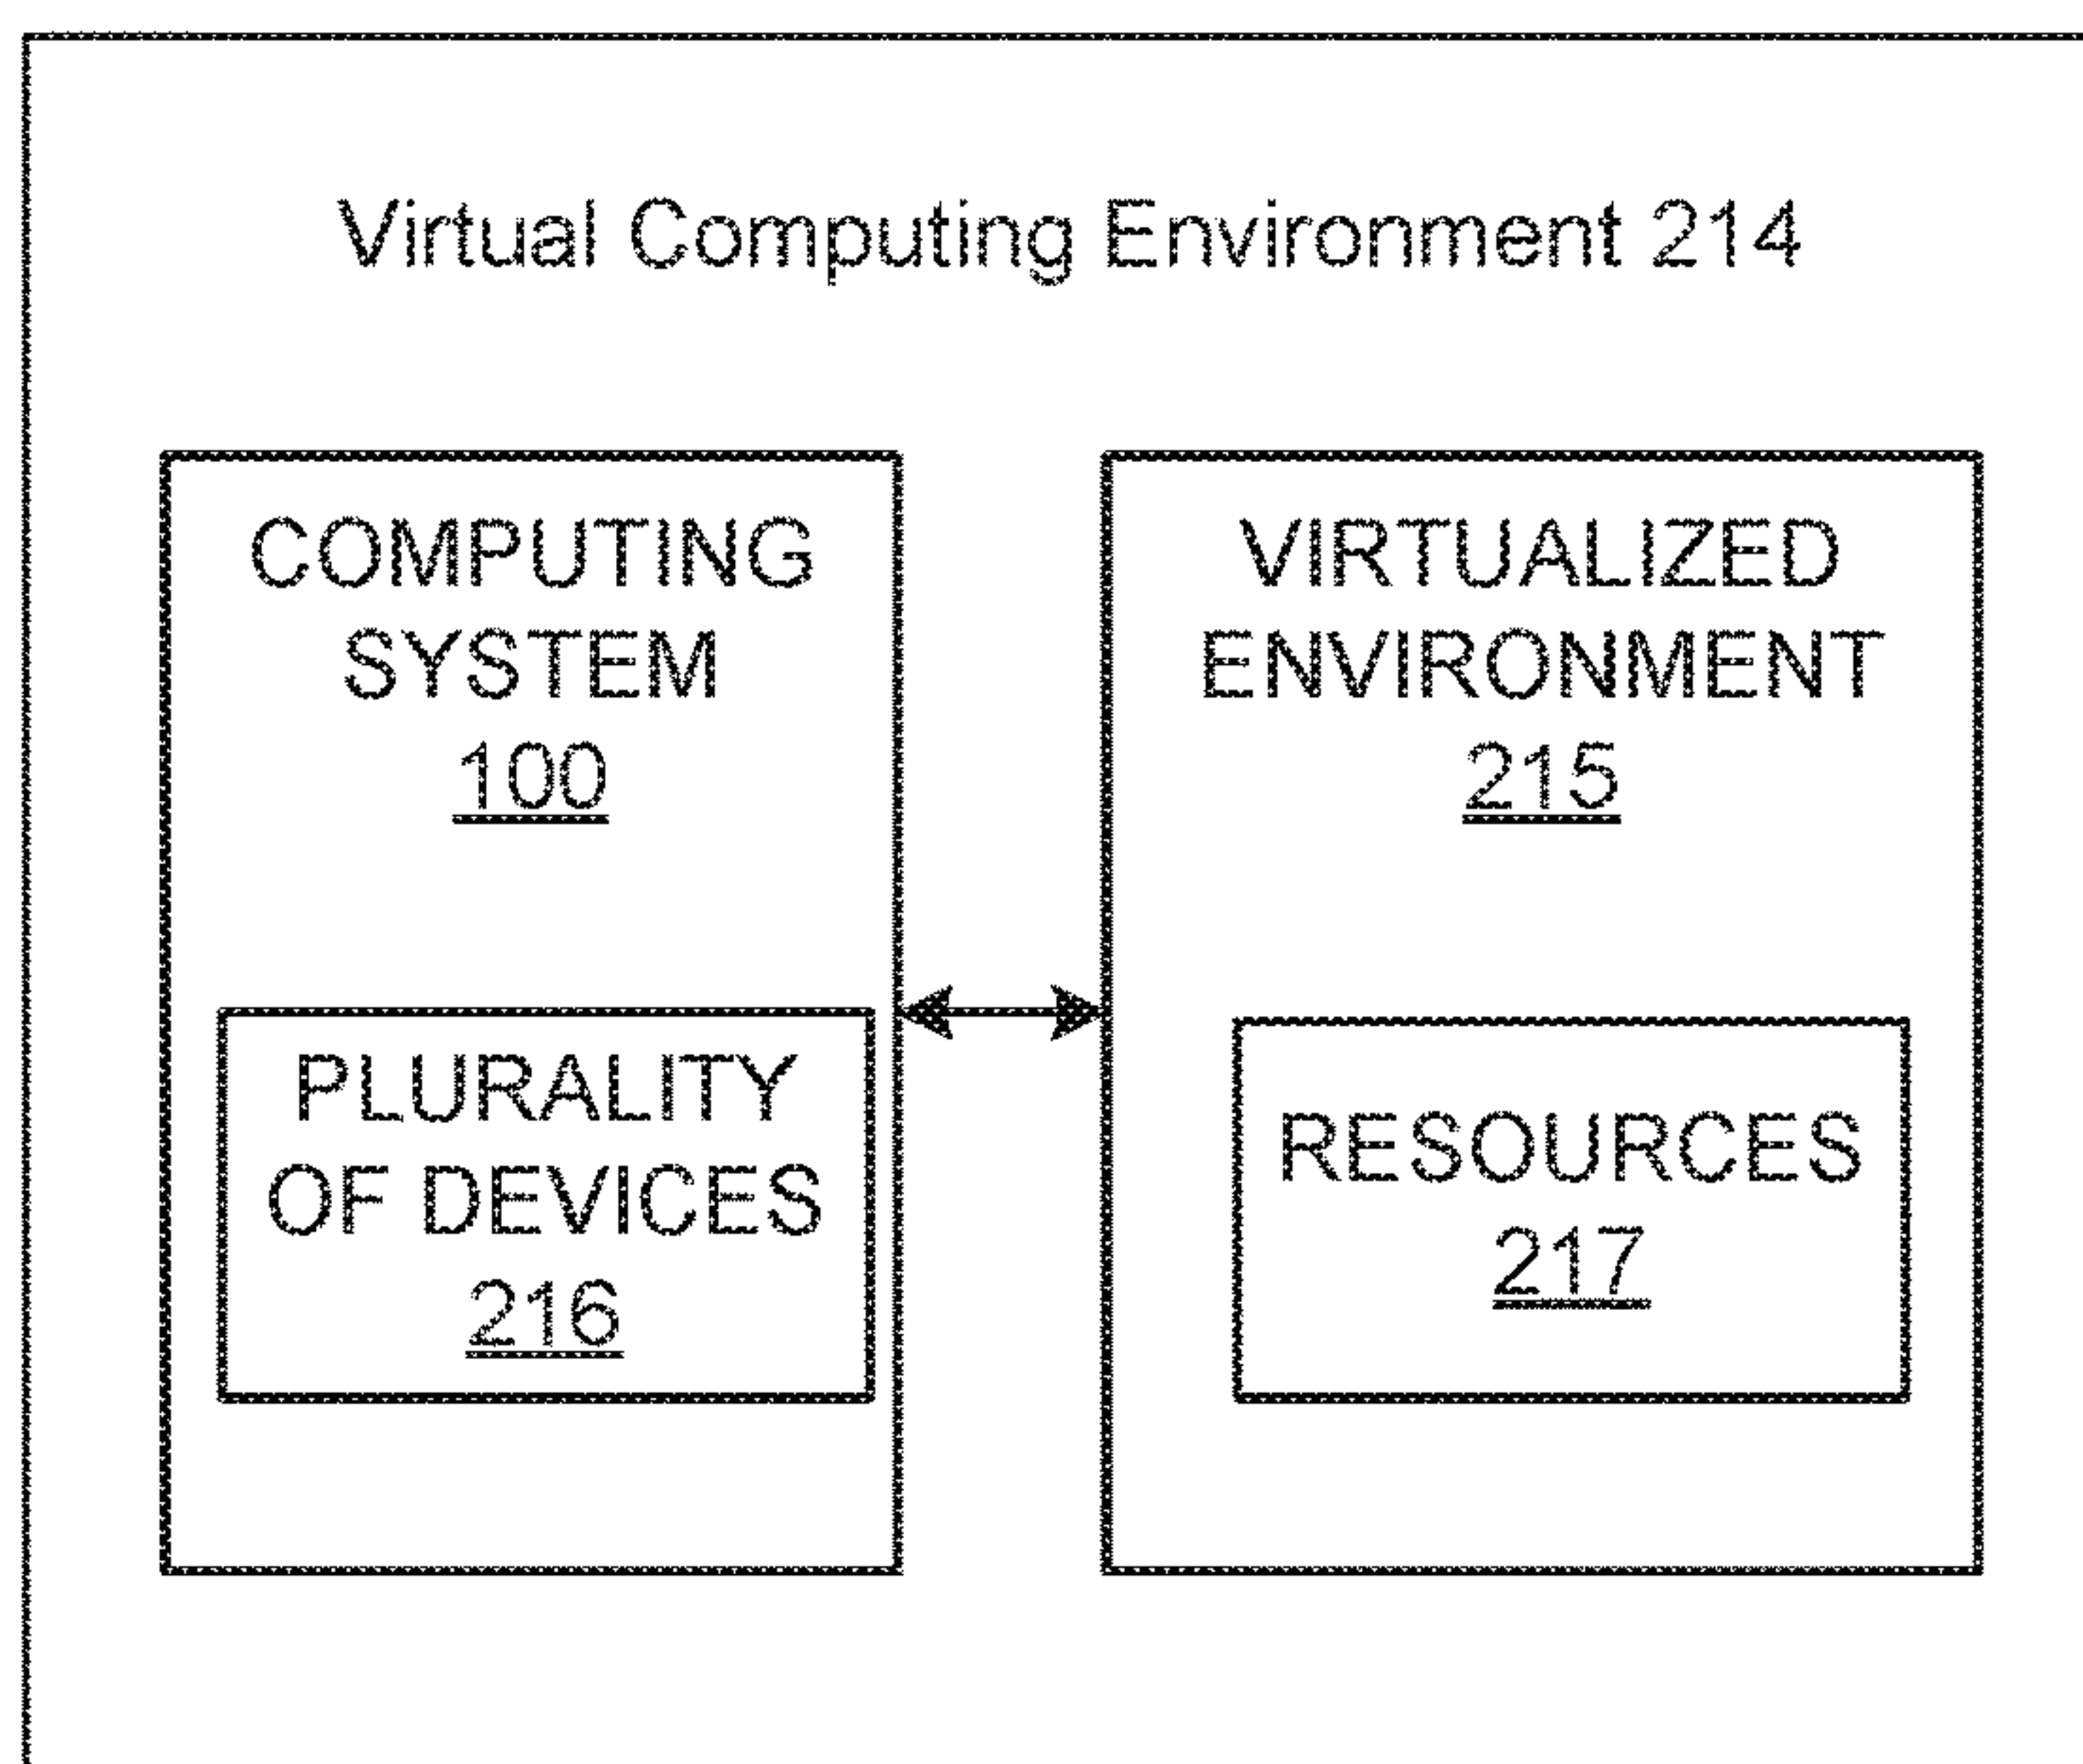 Virtual Computing Environment 214
COMPUTING
SYSTEM
100
PLURALITY
OF DEVICES
216
VIRTUALIZED
ENVIRONMENT
215
RESOURCES
217